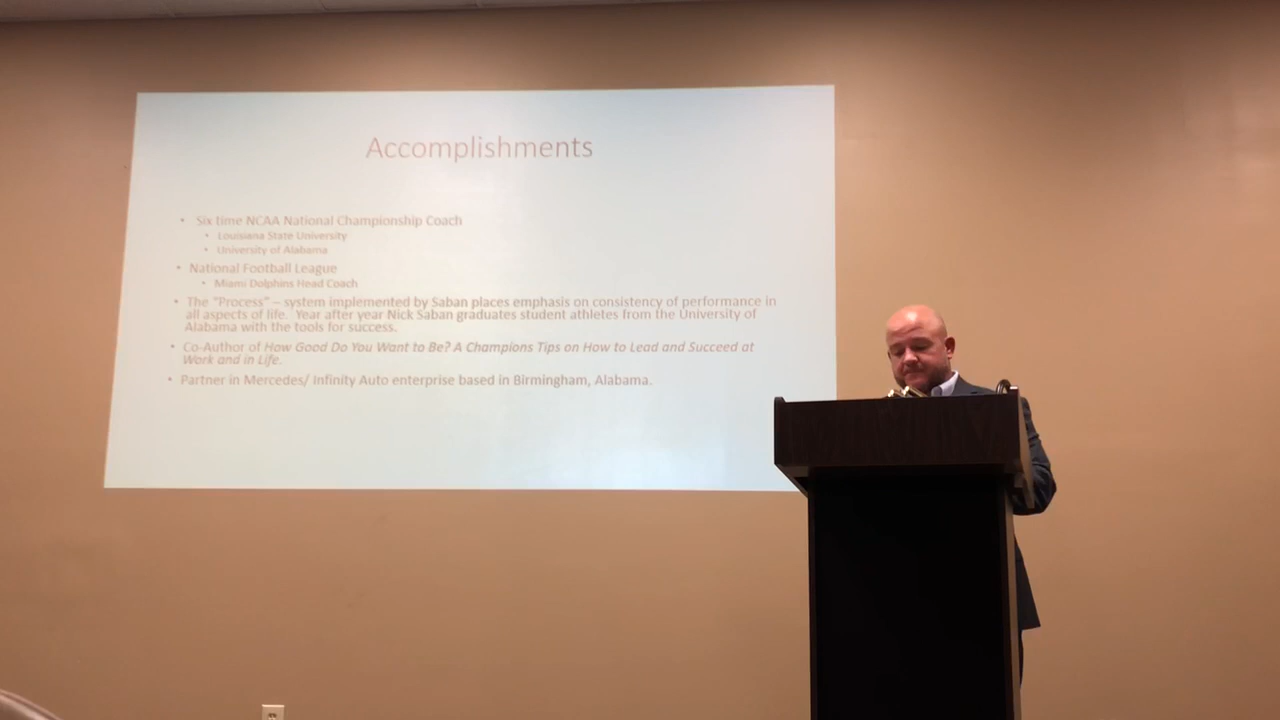 Accomplishments
• Six time NCAA National Championship Coach
• Louisiana State University
• University of Alabama
• National Football League
• Miami Dolphins Head Coach
• The "Process" – system implemented by Saban places emphasis on consistency of performance in
all aspects of life. Year after year Nick Saban graduates student athletes from the University of
Alabama with the tools for success.
• Co-Author of How Good Do You Want to Be? A Champions Tips on How to Lead and Succeed at
Work and in Life.
• Partner in Mercedes/ Infinity Auto enterprise based in Birmingham, Alabama.